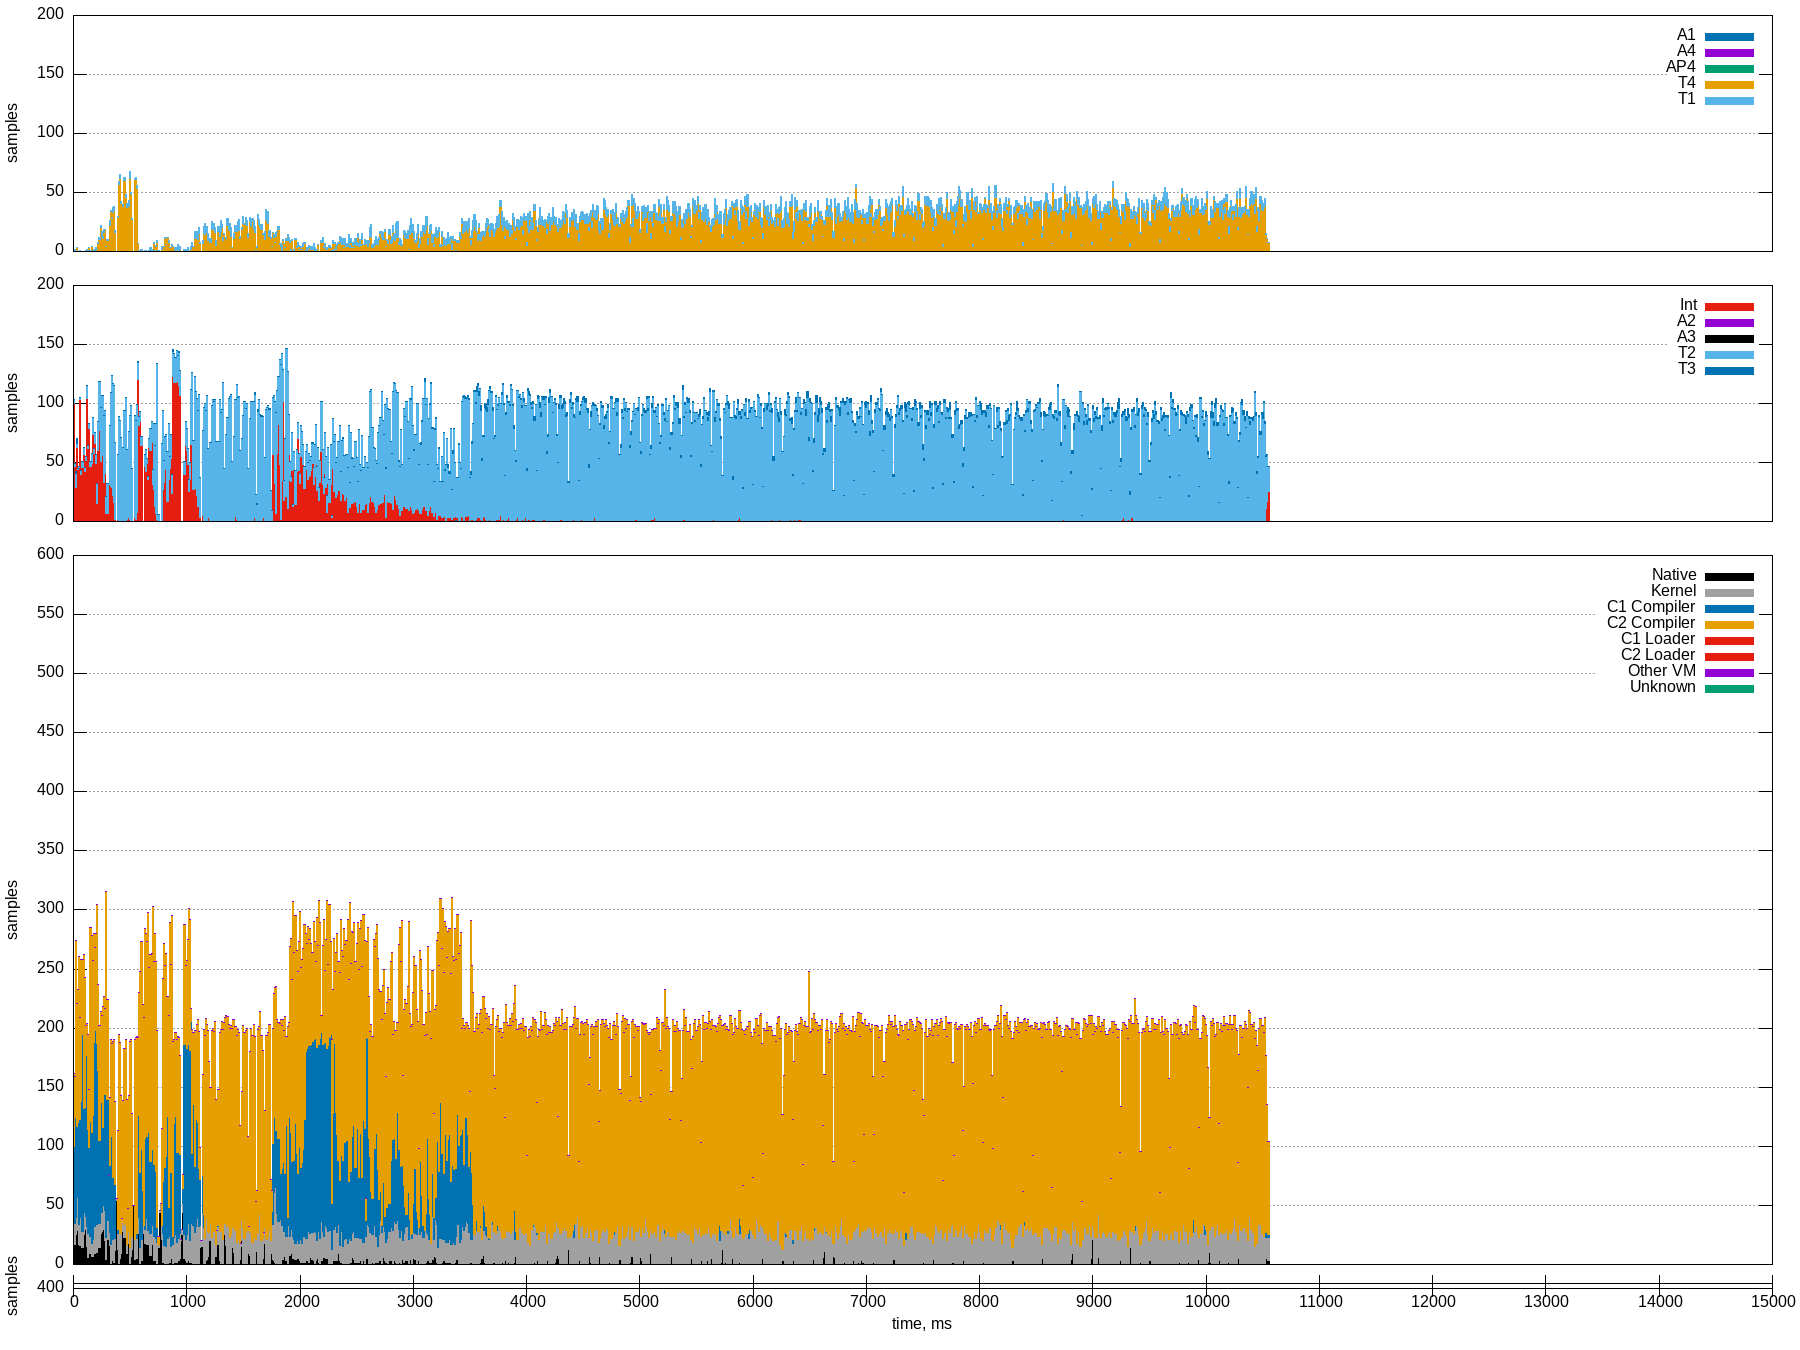 200
150
100
50
0
samples
A1
A4
AP4
T4
T1
200
150
100
50
0
samples
Int
A2
A3
T2
T3
600
550
500
450
400
350
300
250
200
150
100
50
0
samples
Native
Kernel
C1 Compiler
C2 Compiler
C1 Loader
C2 Loader
Other VM
Unknown
400
samples
0 1000 2000 3000 4000 5000 6000 7000 8000 9000 10000 11000 12000 13000 14000 15000
time, ms